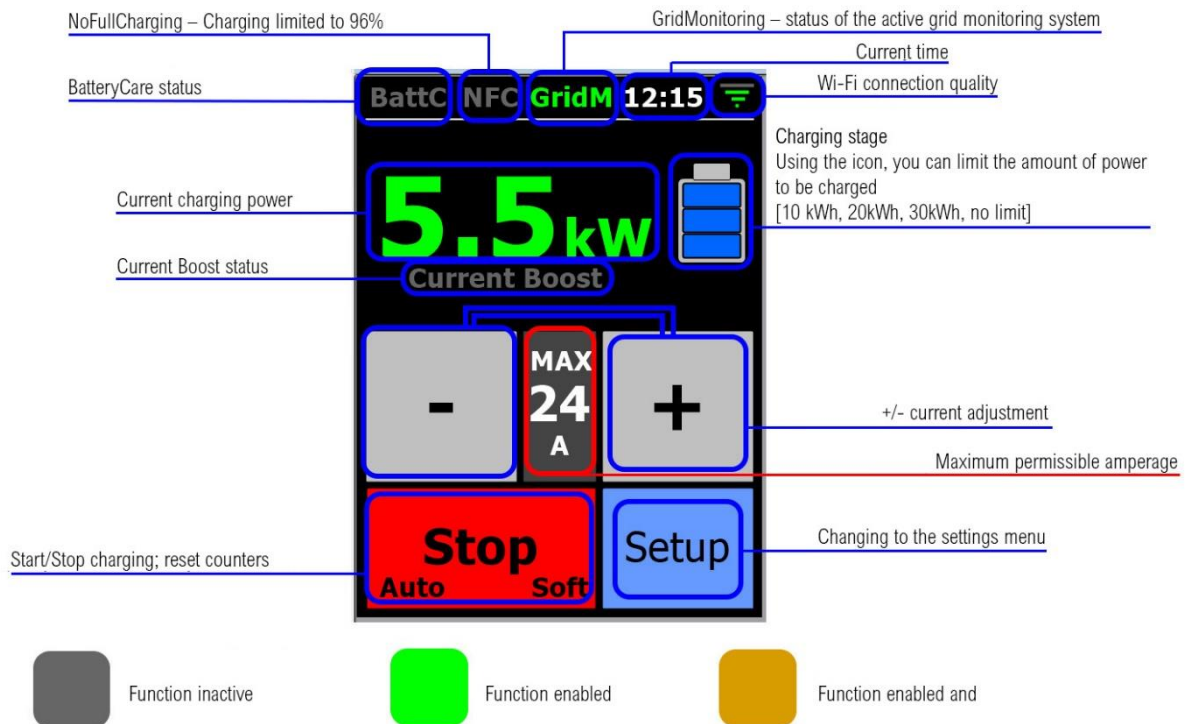 NoFullCharging – Charging limited to 96%
GridMonitoring – status of the active grid monitoring system
Current time
BatteryCare status
Wi-Fi connection quality
BattC NFC GridM 12:15
Charging stage
Using the icon, you can limit the amount of power
to be charged
[10 kWh, 20kWh, 30kWh, no limit]
Current charging power
5.5 kW
Current Boost status
Current Boost
- MAX
24
A
+
+/- current adjustment
Maximum permissible amperage
Start/Stop charging; reset counters
Stop
Auto Soft
Setup
Changing to the settings menu
Function inactive
Function enabled
Function enabled and